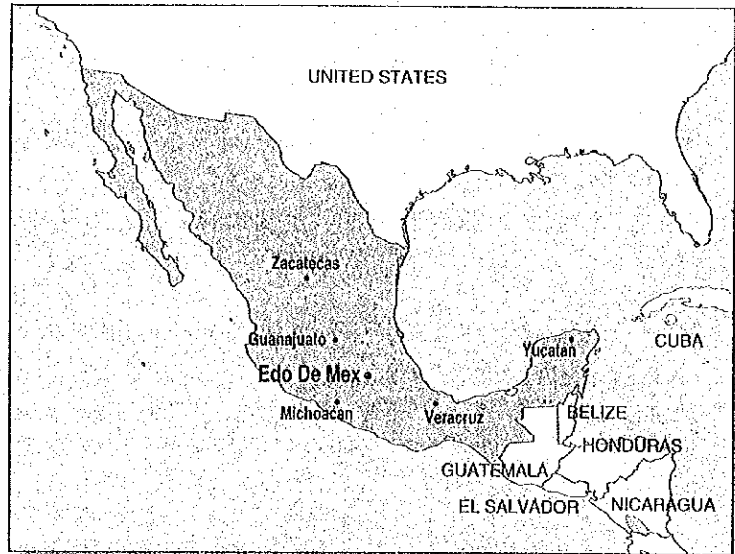 UNITED STATES
Zacatecas
Guanajuato
Yucatan
CUBA
Edo De Mex
Michoacan
Veracruz
BELIZE
HONDURAS
GUATEMALA
EL SALVADOR
NICARAGUA